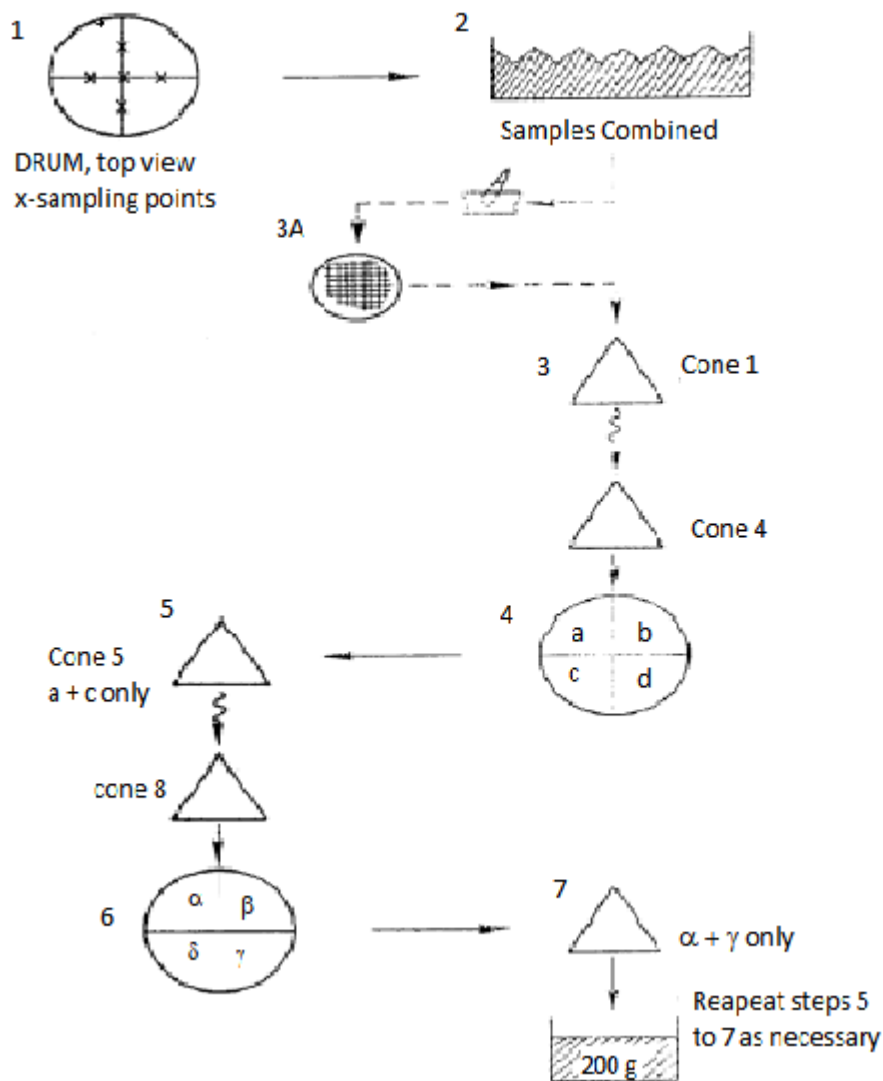 1
DRUM, top view
x-sampling points
2
Samples Combined
3A
3
Cone 1
Cone 4
4
a
b
c
d
5
Cone 5
a + c only
cone 8
6
α
β
δ
γ
7
α + γ only
Reapeat steps 5
to 7 as necessary
200 g